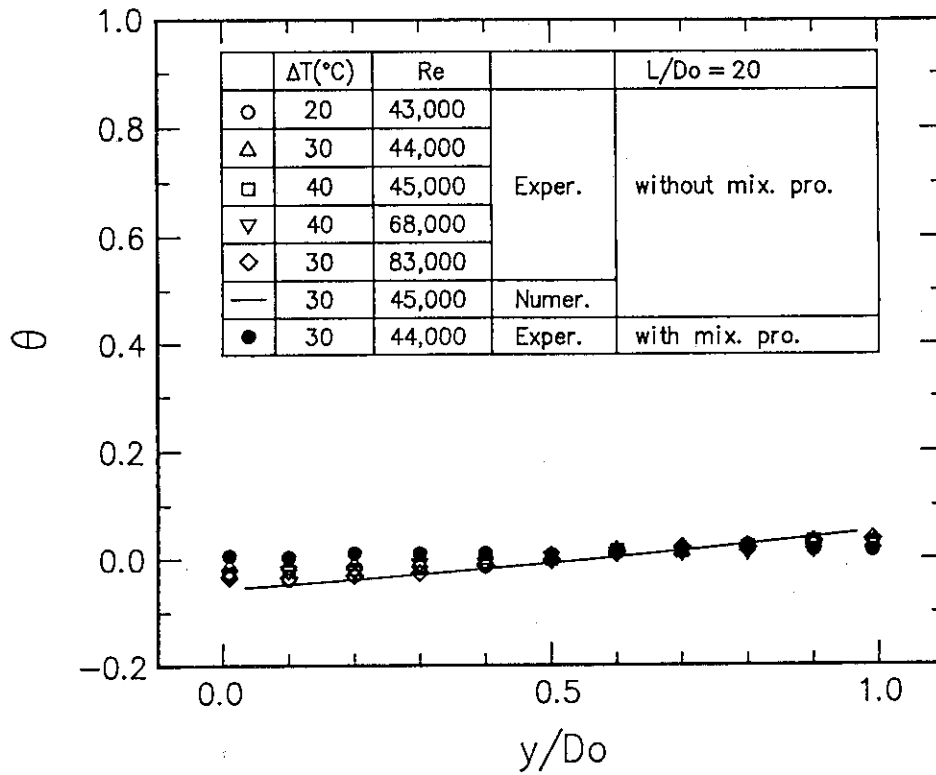 1.0
0.8
0.6
0.4
0.2
0.0
−0.2
θ
ΔT(°C) Re L/Do = 20
○ 20 43,000
△ 30 44,000
□ 40 45,000 Exper. without mix. pro.
▽ 40 68,000
◇ 30 83,000
— 30 45,000 Numer.
● 30 44,000 Exper. with mix. pro.
0.0 0.5 1.0
y/Do